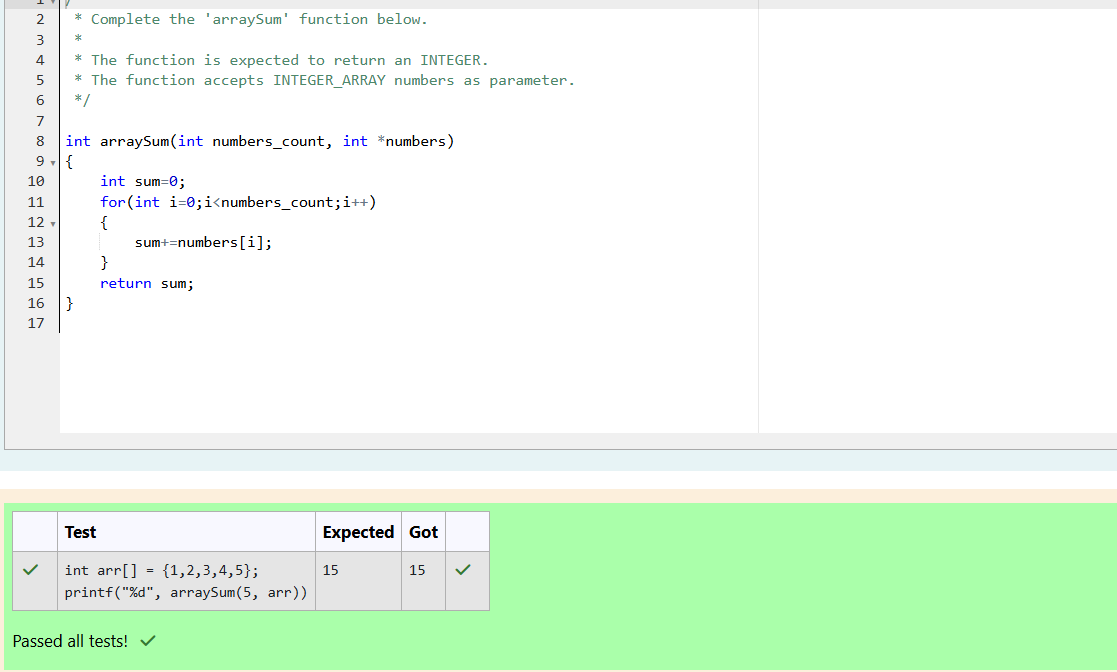 1 /
2 * Complete the 'arraySum' function below.
3 *
4 * The function is expected to return an INTEGER.
5 * The function accepts INTEGER_ARRAY numbers as parameter.
6 */
7
8 int arraySum(int numbers_count, int *numbers)
9 {
10 int sum=0;
11 for(int i=0;i<numbers_count;i++)
12 {
13 sum+=numbers[i];
14 }
15 return sum;
16 }
17
Test Expected Got
int arr[] = {1,2,3,4,5}; 15 15
printf("%d", arraySum(5, arr))
Passed all tests!